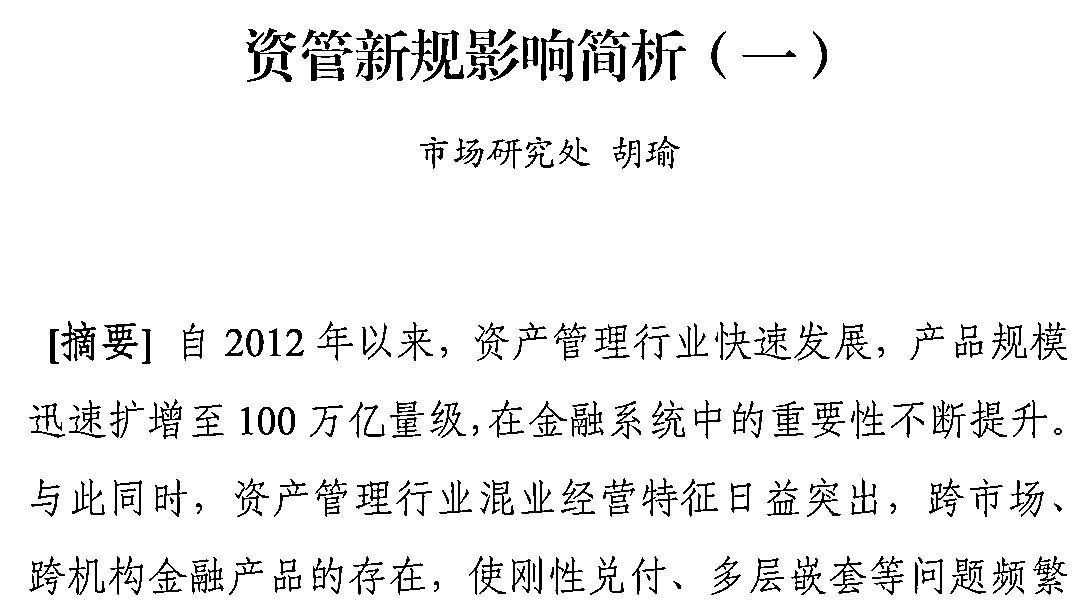 资管新规影响简析（一）
市场研究处 胡瑜
[摘要] 自 2012 年以来，资产管理行业快速发展，产品规模
迅速扩增至 100 万亿量级，在金融系统中的重要性不断提升。
与此同时，资产管理行业混业经营特征日益突出，跨市场、
跨机构金融产品的存在，使刚性兑付、多层嵌套等问题频繁